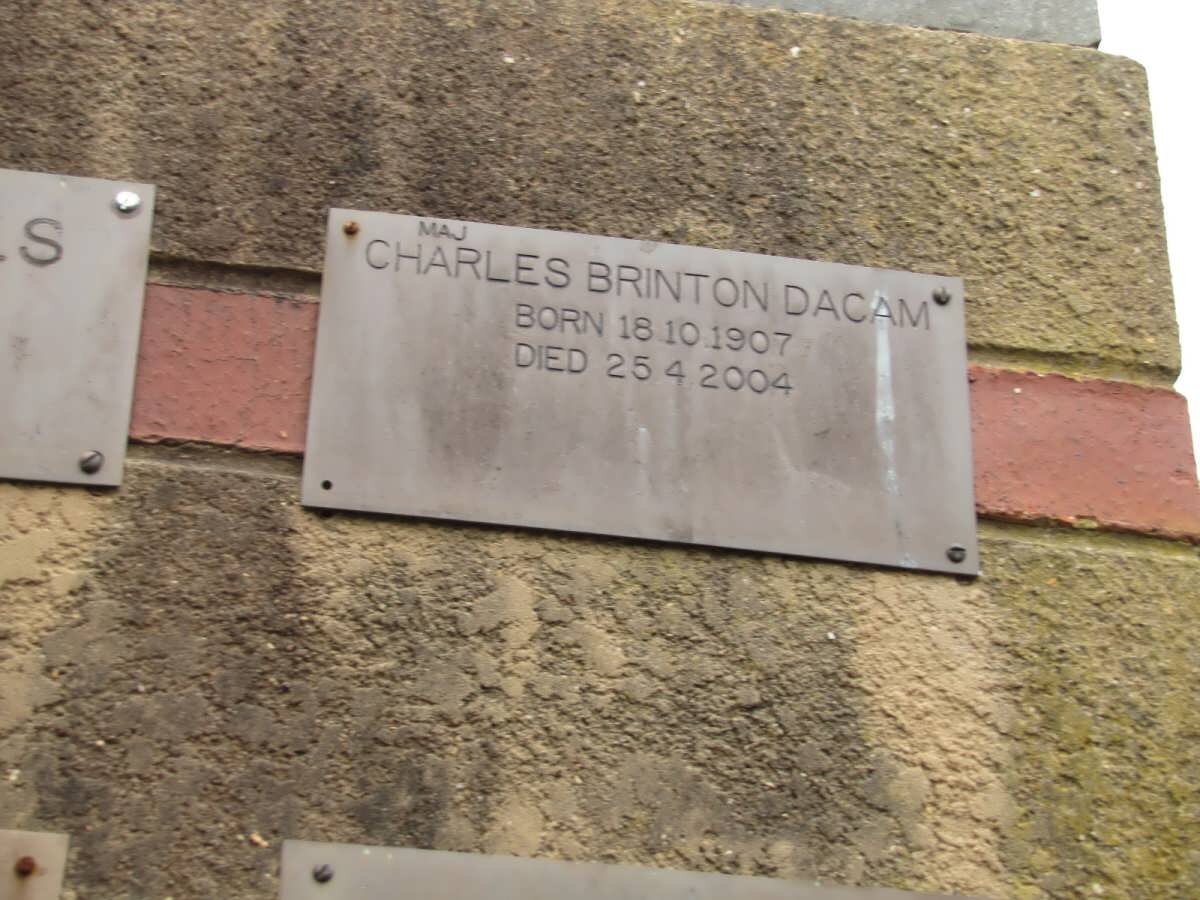 MAJ
CHARLES BRINTON DACAM
BORN 18.10.1907
DIED 25 4 2004